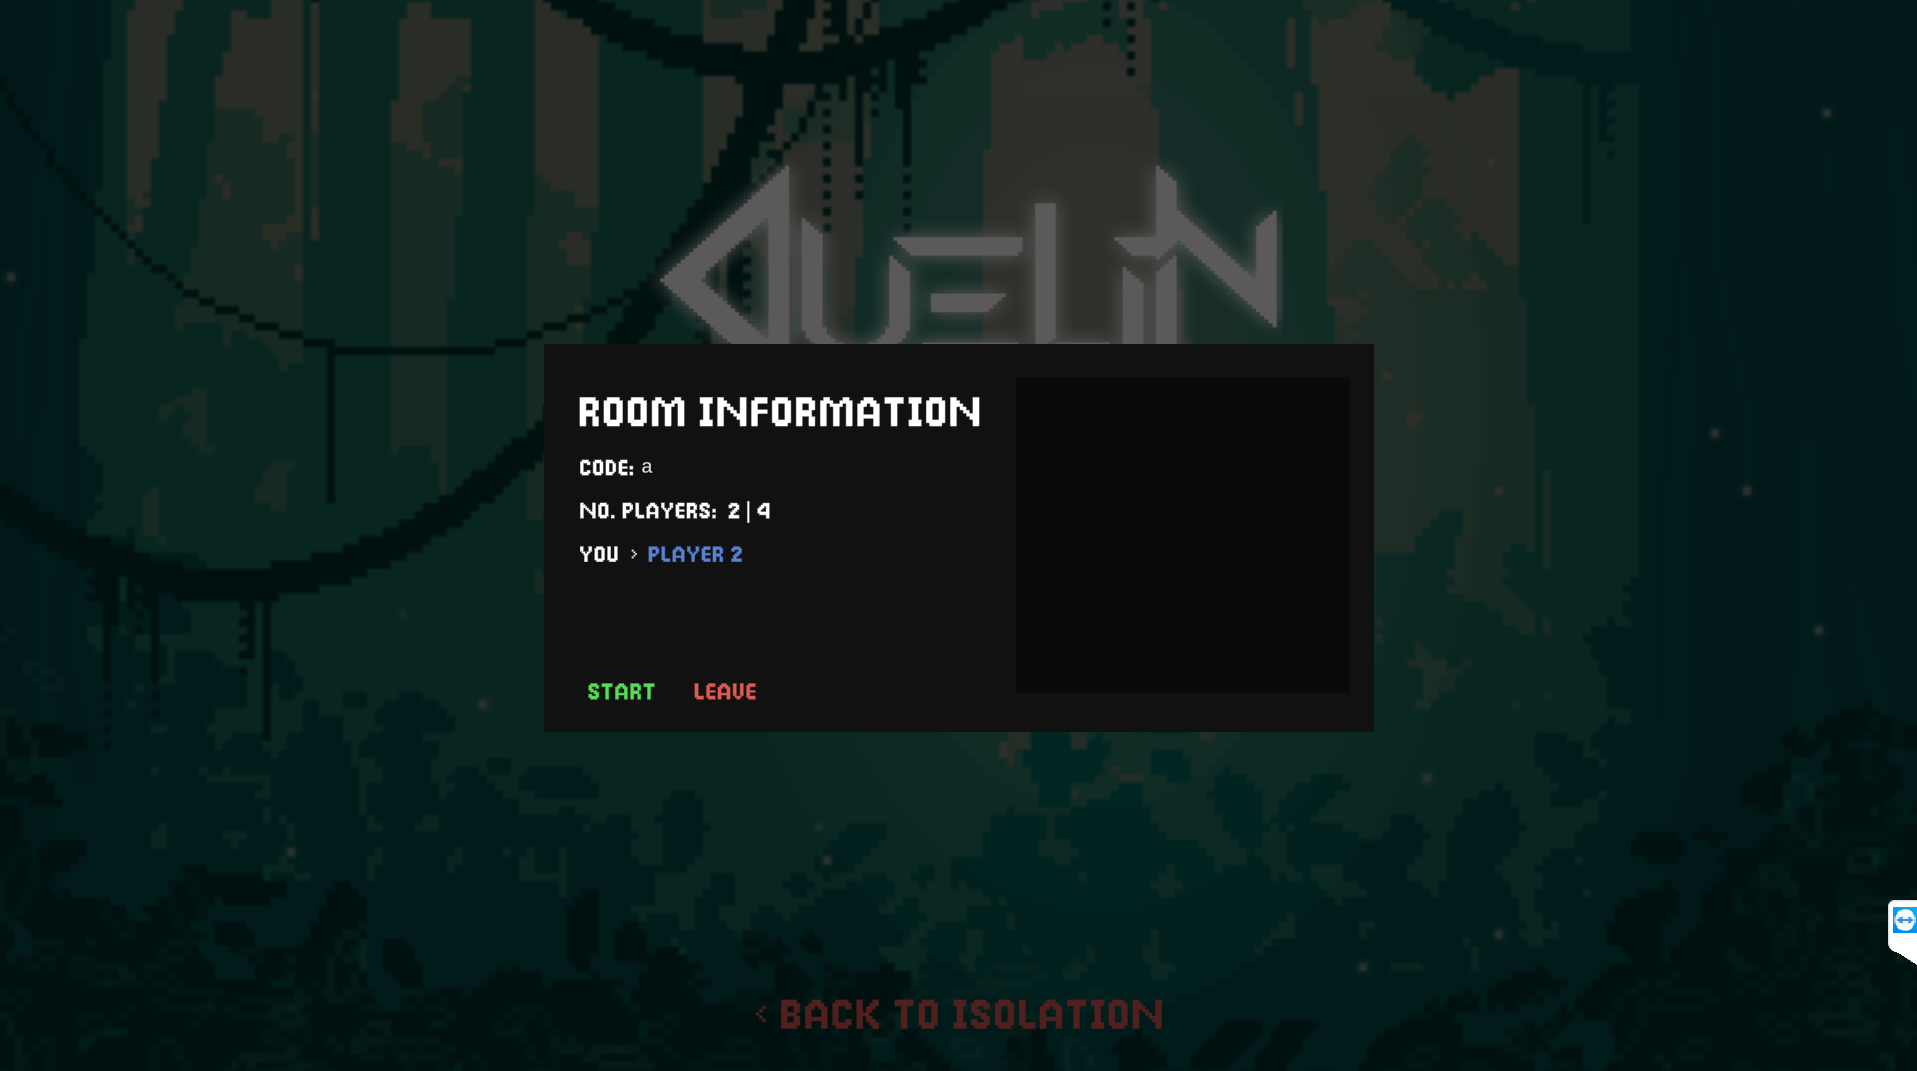 DUELIN
ROOM INFORMATION
CODE: a
NO. PLAYERS: 2|4
YOU > PLAYER 2
START LEAVE
< BACK TO ISOLATION